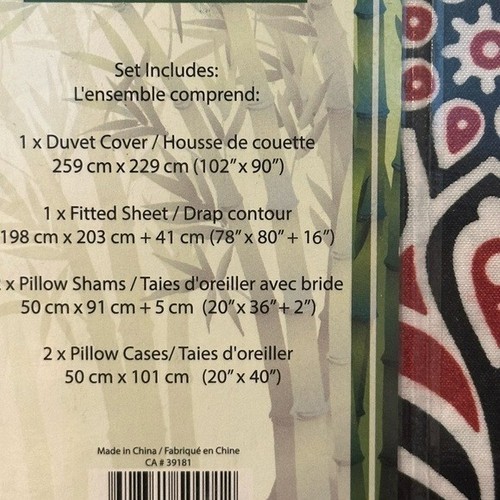 Set Includes:
L'ensemble comprend:
1 x Duvet Cover / Housse de couette
259 cm x 229 cm (102" x 90")
1 x Fitted Sheet / Drap contour
198 cm x 203 cm + 41 cm (78" x 80" + 16")
x Pillow Shams / Taies d'oreiller avec bride
50 cm x 91 cm + 5 cm (20" x 36" + 2")
2 x Pillow Cases/ Taies d'oreiller
50 cm x 101 cm (20" x 40")
Made in China / Fabriqué en Chine
CA # 39181